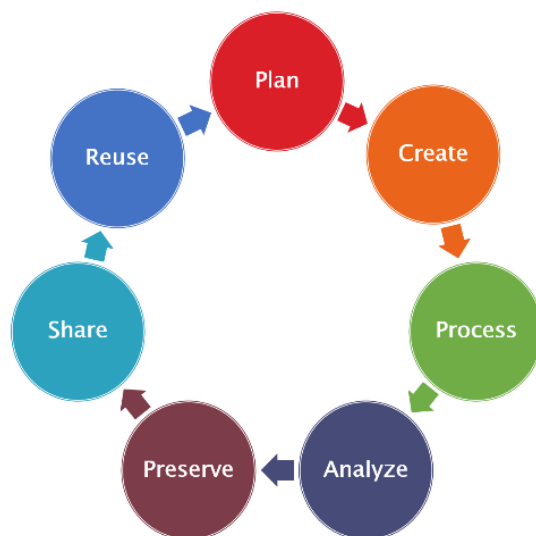 Plan
Create
Process
Analyze
Preserve
Share
Reuse